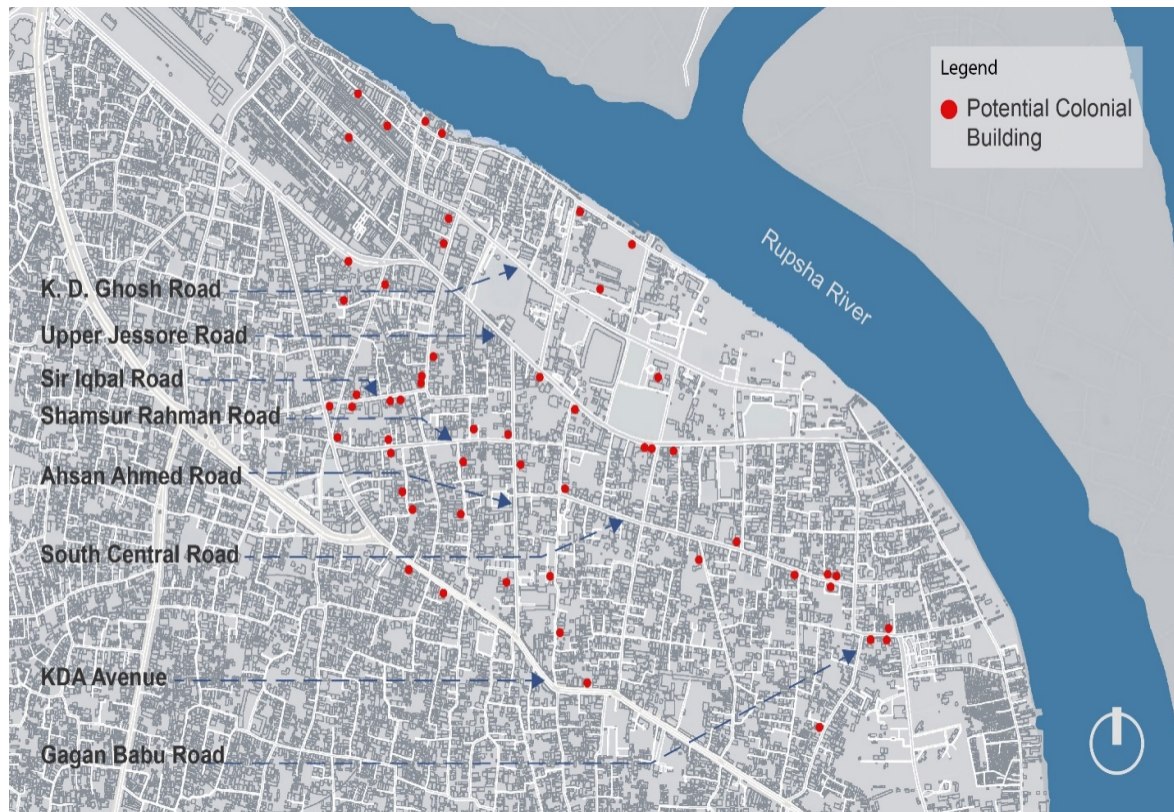 Legend
Potential Colonial
Building
Rupsha River
K. D. Ghosh Road
Upper Jessore Road
Sir Iqbal Road
Shamsur Rahman Road
Ahsan Ahmed Road
South Central Road
KDA Avenue
Gagan Babu Road